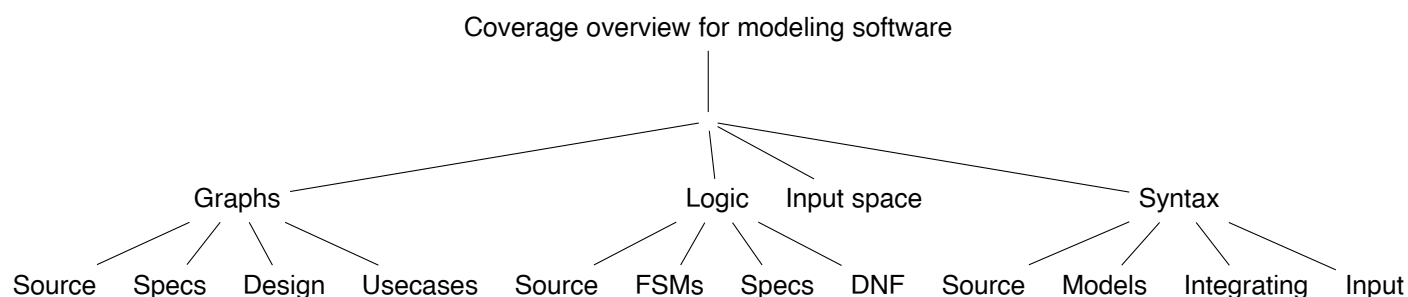 Coverage overview for modeling software
Graphs Logic Input space Syntax
Source Specs Design Usecases Source FSMs Specs DNF Source Models Integrating Input